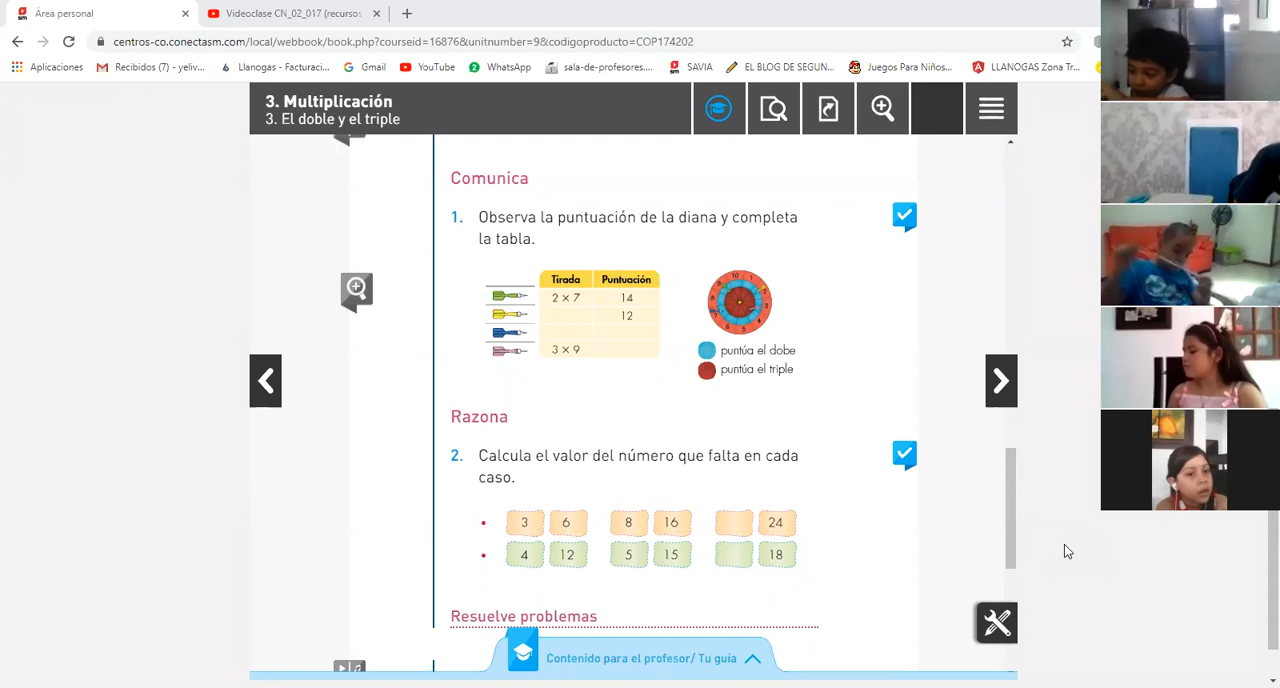 Área personal
Videoclase CN_02_017 (recursos
centros-co.conectasm.com/local/webbook/book.php?courseid=16876&unitnumber=9&codigoproducto=COP174202
Aplicaciones
Recibidos (7) - yeliv...
Llanogas - Facturaci...
Gmail
YouTube
WhatsApp
sala-de-profesores....
SAVIA
EL BLOG DE SEGUN...
Juegos Para Niños...
LLANOGAS Zona Tr...
3. Multiplicación
3. El doble y el triple
Comunica
1. Observa la puntuación de la diana y completa
la tabla.
Tirada Puntuación
2 × 7 14
12
3 × 9
puntúa el dobe
puntúa el triple
Razona
2. Calcula el valor del número que falta en cada
caso.
• 3 6 8 16 24
• 4 12 5 15 18
Resuelve problemas
Contenido para el profesor/ Tu guía